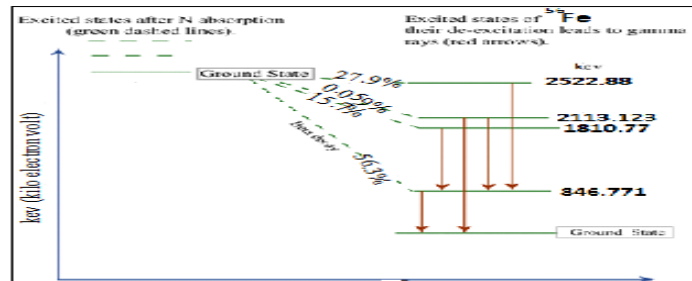 Excited states after N absorption
(green dashed lines).
Excited states of 56Fe
their de-excitation leads to gamma
rays (red arrows).
kev
Ground State
27.9%
2522.88
0.059%
15.7%
2113.123
1810.77
Beta decay
56.3%
846.771
Ground State
kev (kilo electron volt)